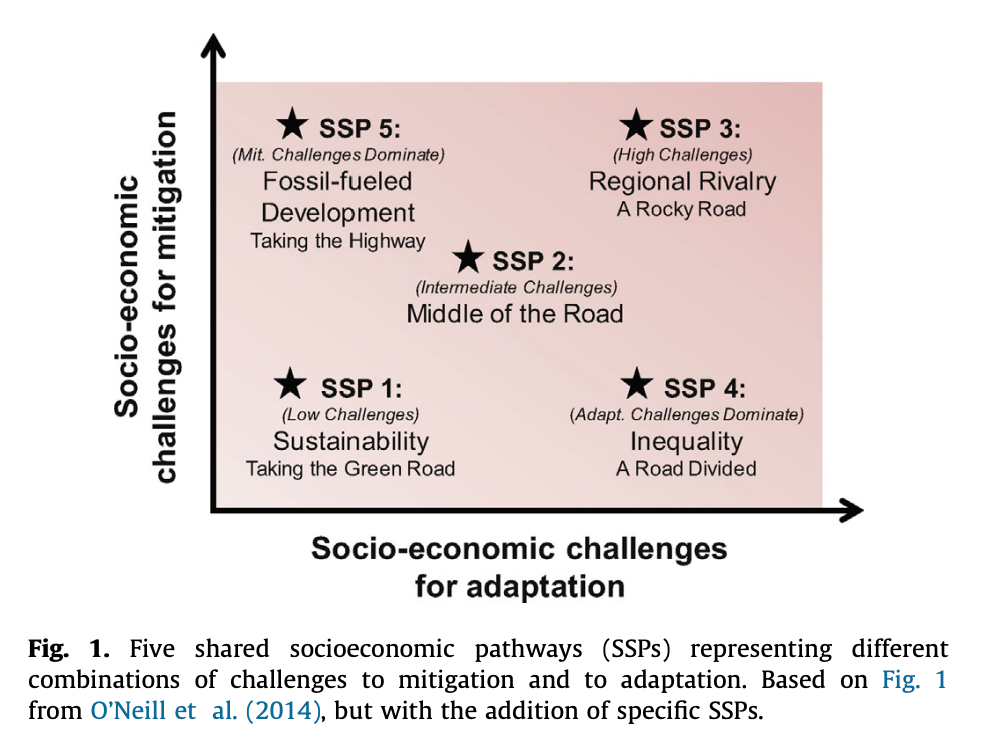 Socio-economic
challenges for mitigation
★ SSP 5:
(Mit. Challenges Dominate)
Fossil-fueled
Development
Taking the Highway
★ SSP 3:
(High Challenges)
Regional Rivalry
A Rocky Road
★ SSP 2:
(Intermediate Challenges)
Middle of the Road
★ SSP 1:
(Low Challenges)
Sustainability
Taking the Green Road
★ SSP 4:
(Adapt. Challenges Dominate)
Inequality
A Road Divided
Socio-economic challenges
for adaptation
Fig. 1. Five shared socioeconomic pathways (SSPs) representing different
combinations of challenges to mitigation and to adaptation. Based on Fig. 1
from O'Neill et al. (2014), but with the addition of specific SSPs.